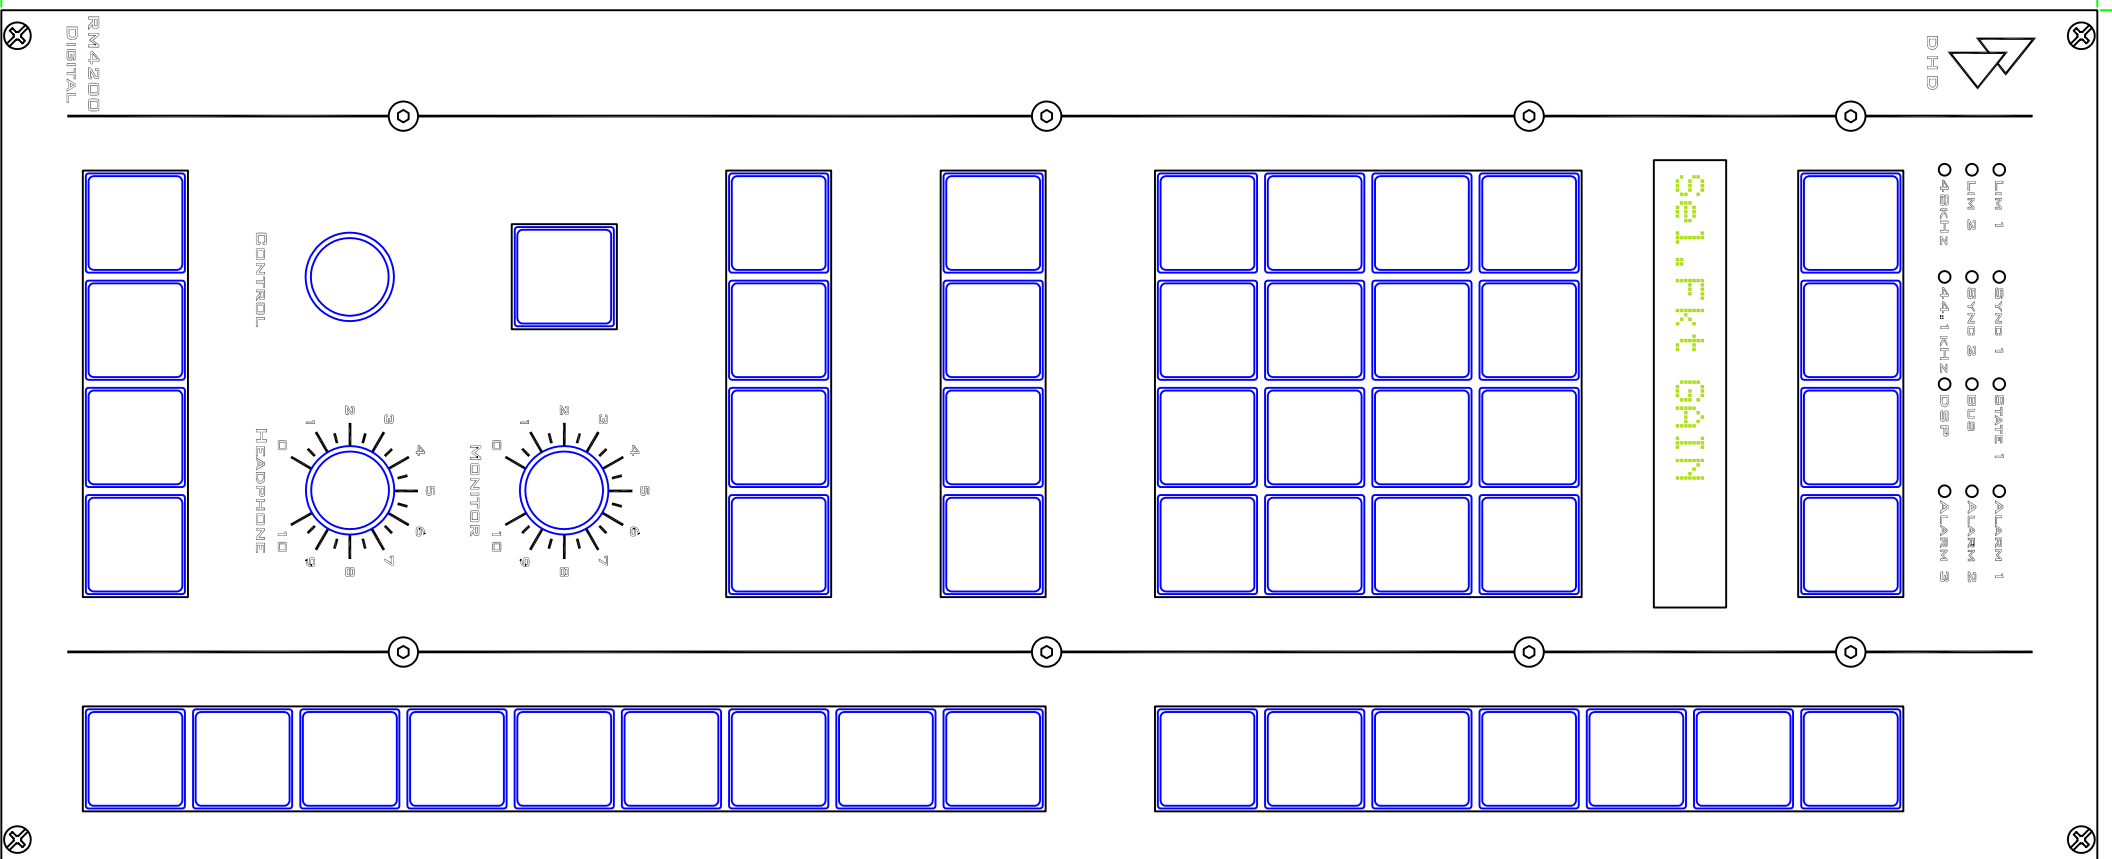 RM4200D
DIGITAL
DHD
CONTROL
HEADPHONE
0
1
2
3
4
5
6
7
8
9
10
MONITOR
0
1
2
3
4
5
6
7
8
9
10
Sel.Fkt GAIN
LIM 1
LIM 2
48KHZ
SYNC 1
SYNC 2
44.1KHZ
STATE 1
BUS
DSP
ALARM 1
ALARM 2
ALARM 3